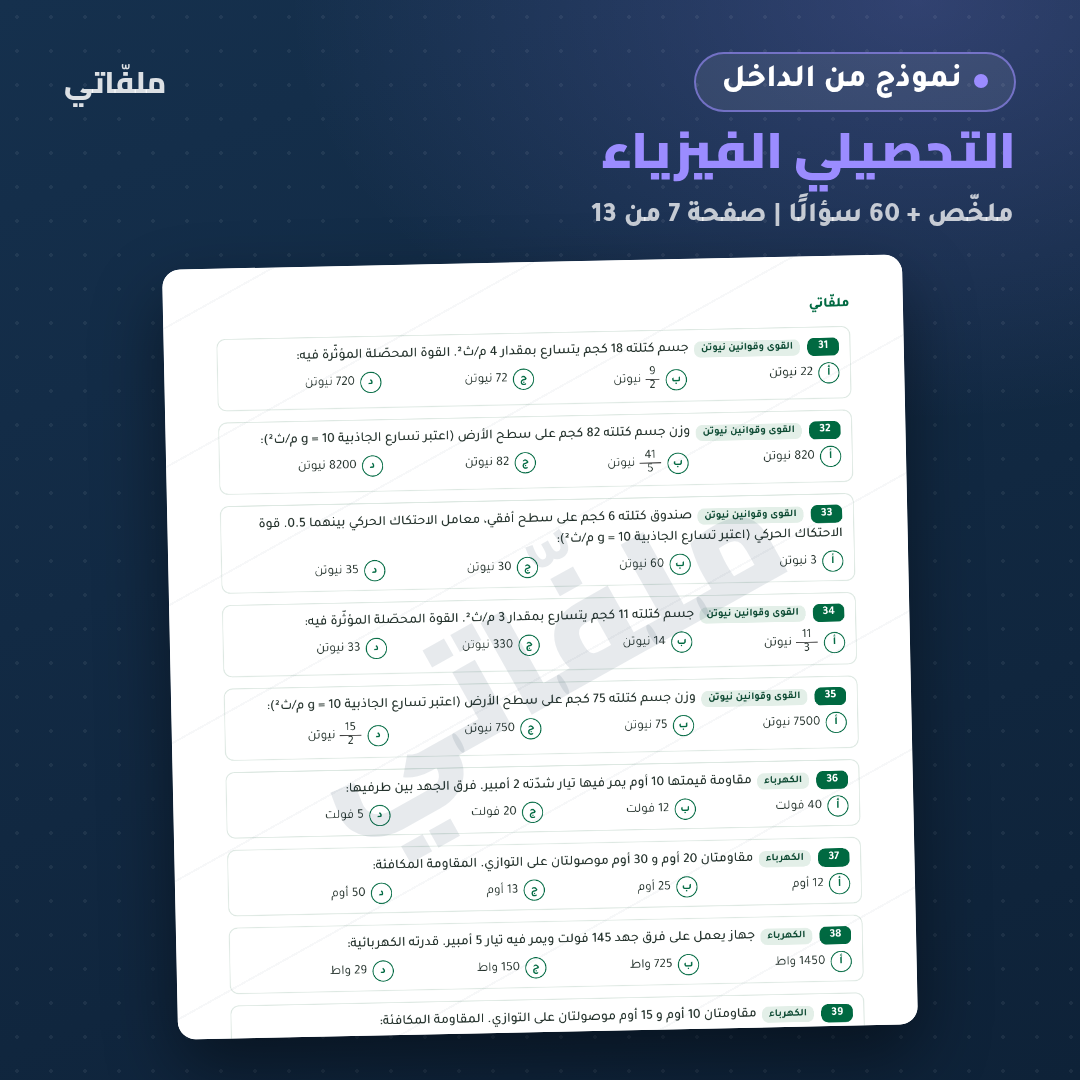 نموذج من الداخل
ملفّاتي
التحصيلي الفيزياء
ملخّص + 60 سؤالًا | صفحة 7 من 13
ملفّاتي
31 القوى وقوانين نيوتن جسم كتلته 18 كجم يتسارع بمقدار 4 م/ث². القوة المحصّلة المؤثّرة فيه:
أ 22 نيوتن ب 9/2 نيوتن ج 72 نيوتن د 720 نيوتن
32 القوى وقوانين نيوتن وزن جسم كتلته 82 كجم على سطح الأرض (اعتبر تسارع الجاذبية g = 10 م/ث²):
أ 820 نيوتن ب 41/5 نيوتن ج 82 نيوتن د 8200 نيوتن
33 القوى وقوانين نيوتن صندوق كتلته 6 كجم على سطح أفقي، معامل الاحتكاك الحركي بينهما 0.5. قوة
الاحتكاك الحركي (اعتبر تسارع الجاذبية g = 10 م/ث²):
أ 3 نيوتن ب 60 نيوتن ج 30 نيوتن د 35 نيوتن
34 القوى وقوانين نيوتن جسم كتلته 11 كجم يتسارع بمقدار 3 م/ث². القوة المحصّلة المؤثّرة فيه:
أ 11/3 نيوتن ب 14 نيوتن ج 330 نيوتن د 33 نيوتن
35 القوى وقوانين نيوتن وزن جسم كتلته 75 كجم على سطح الأرض (اعتبر تسارع الجاذبية g = 10 م/ث²):
أ 7500 نيوتن ب 75 نيوتن ج 750 نيوتن د 15/2 نيوتن
36 الكهرباء مقاومة قيمتها 10 أوم يمر فيها تيار شدّته 2 أمبير. فرق الجهد بين طرفيها:
أ 40 فولت ب 12 فولت ج 20 فولت د 5 فولت
37 الكهرباء مقاومتان 20 أوم و 30 أوم موصولتان على التوازي. المقاومة المكافئة:
أ 12 أوم ب 25 أوم ج 13 أوم د 50 أوم
38 الكهرباء جهاز يعمل على فرق جهد 145 فولت ويمر فيه تيار 5 أمبير. قدرته الكهربائية:
أ 1450 واط ب 725 واط ج 150 واط د 29 واط
39 الكهرباء مقاومتان 10 أوم و 15 أوم موصولتان على التوازي. المقاومة المكافئة:
ملفّاتي